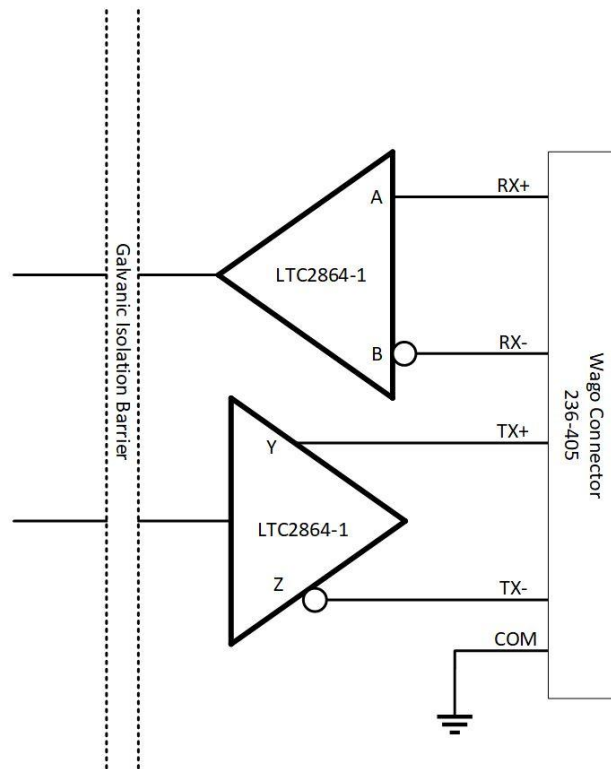 Galvanic Isolation Barrier
A
RX+
LTC2864-1
B
RX-
Y
TX+
LTC2864-1
Z
TX-
COM
Wago Connector
236-405